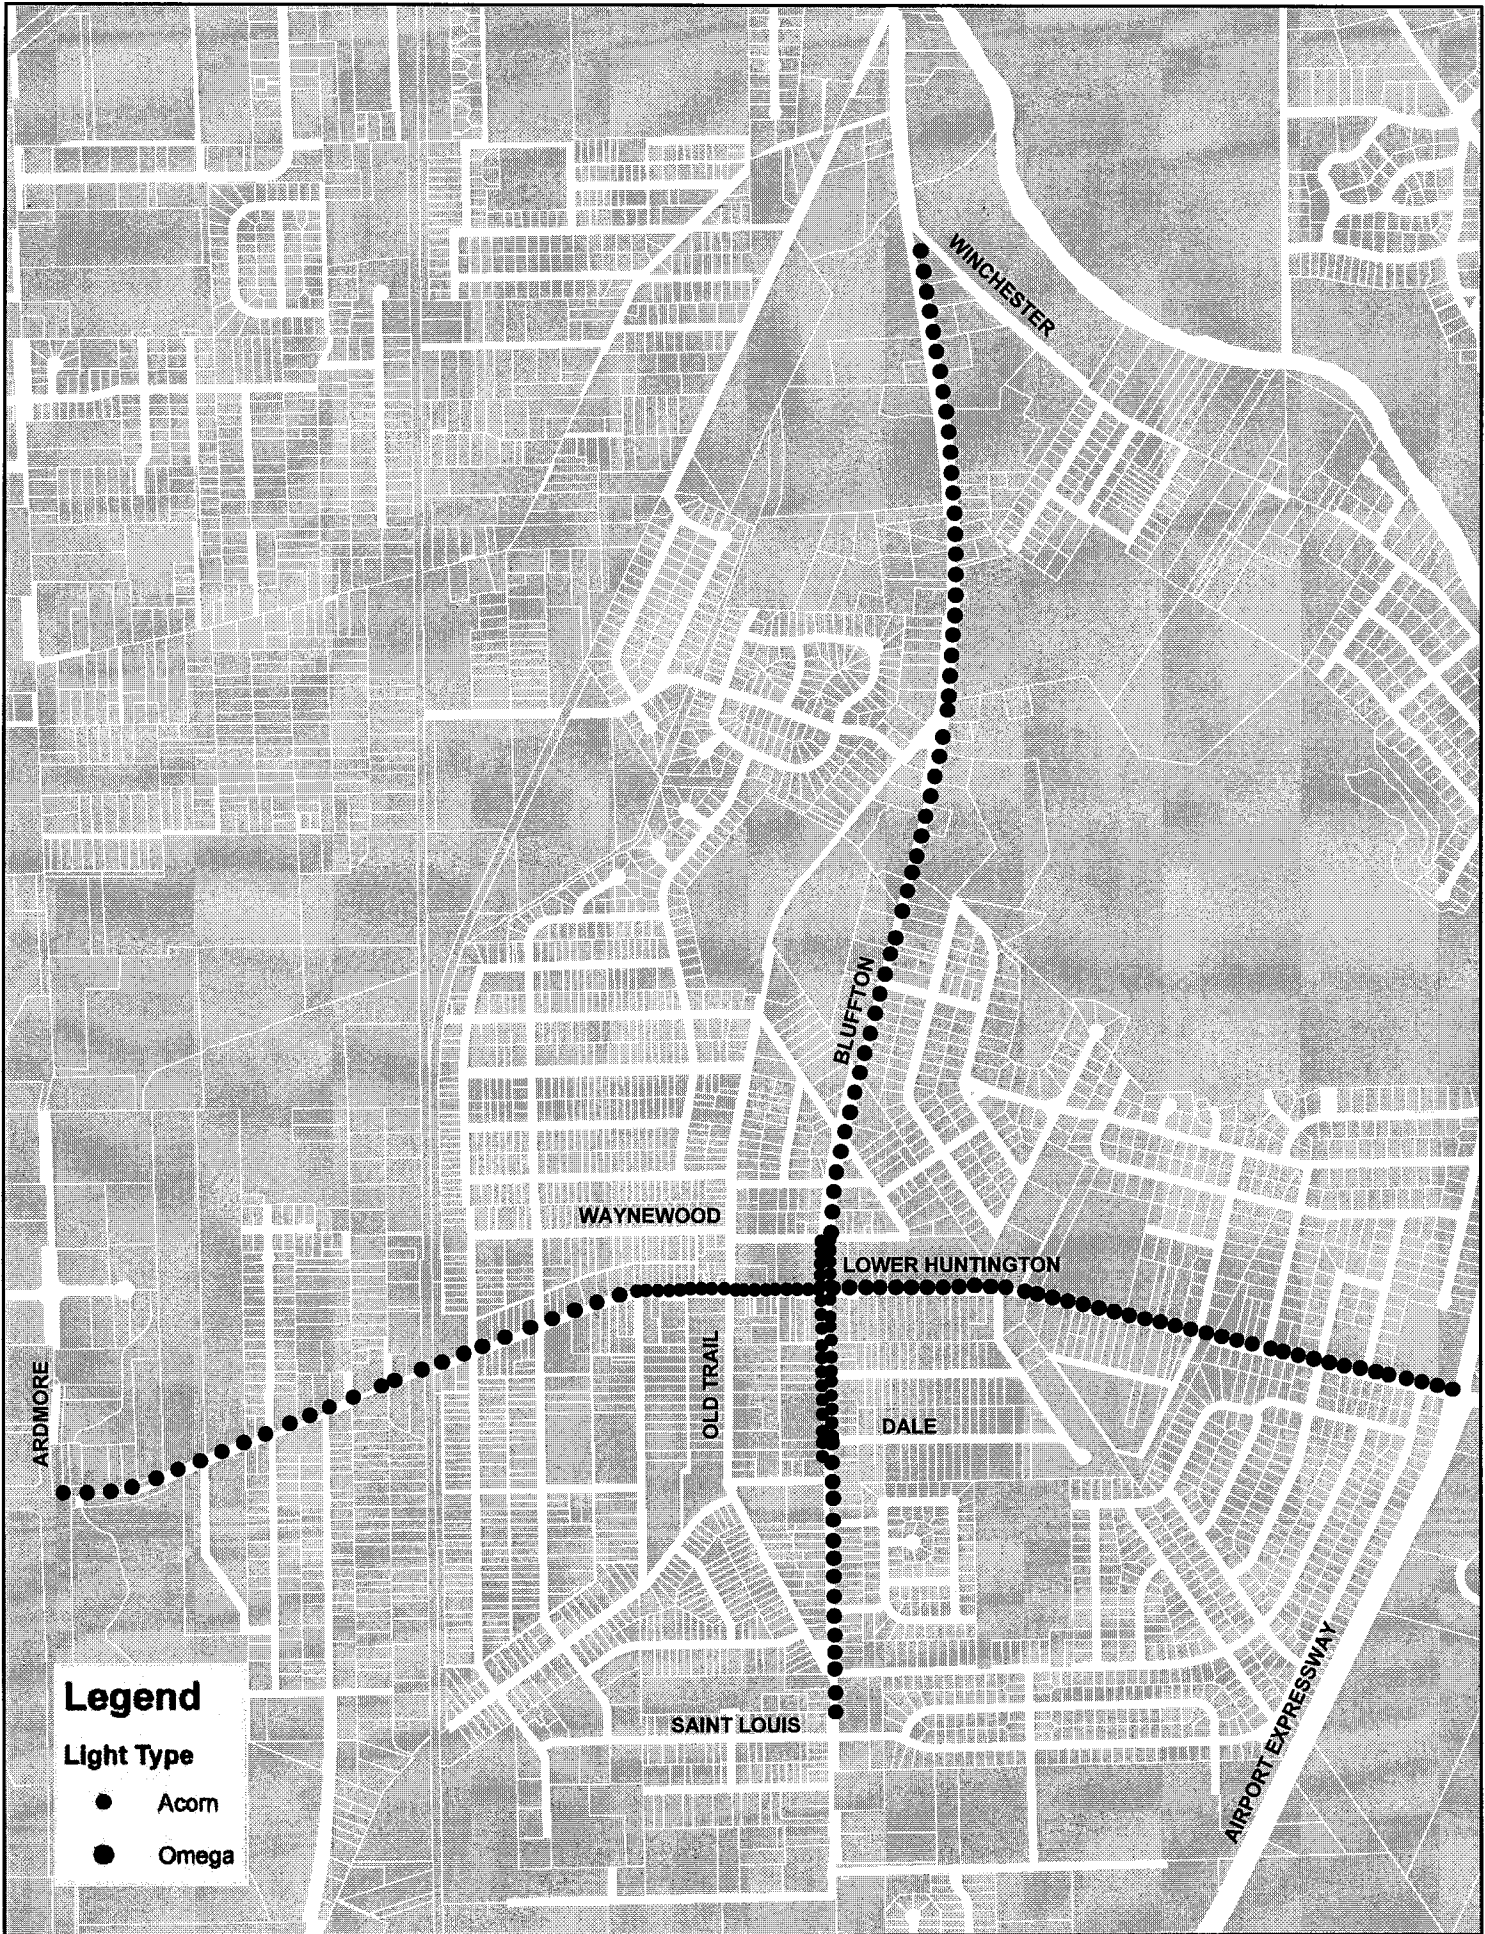 WINCHESTER
BLUFFTON
WAYNEWOOD
LOWER HUNTINGTON
ARDMORE
OLD TRAIL
DALE
SAINT LOUIS
AIRPORT EXPRESSWAY
Legend
Light Type
Acorn
Omega